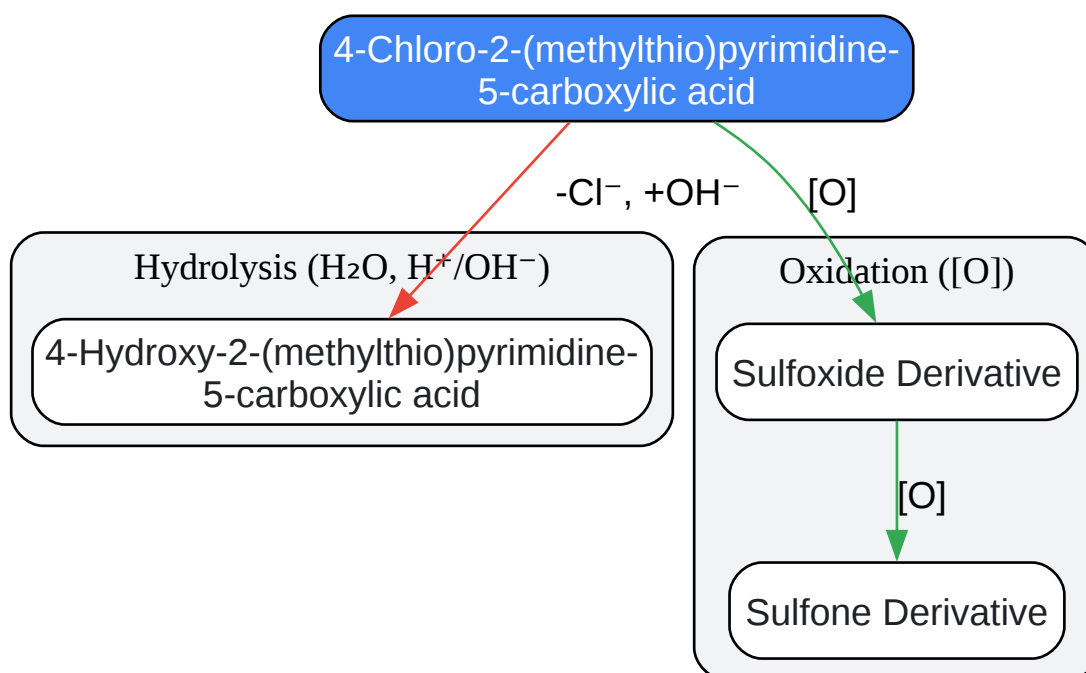 4-Chloro-2-(methylthio)pyrimidine-
5-carboxylic acid
-Cl⁻, +OH⁻
[O]
Hydrolysis (H₂O, H⁺/OH⁻)
4-Hydroxy-2-(methylthio)pyrimidine-
5-carboxylic acid
Oxidation ([O])
Sulfoxide Derivative
[O]
Sulfone Derivative